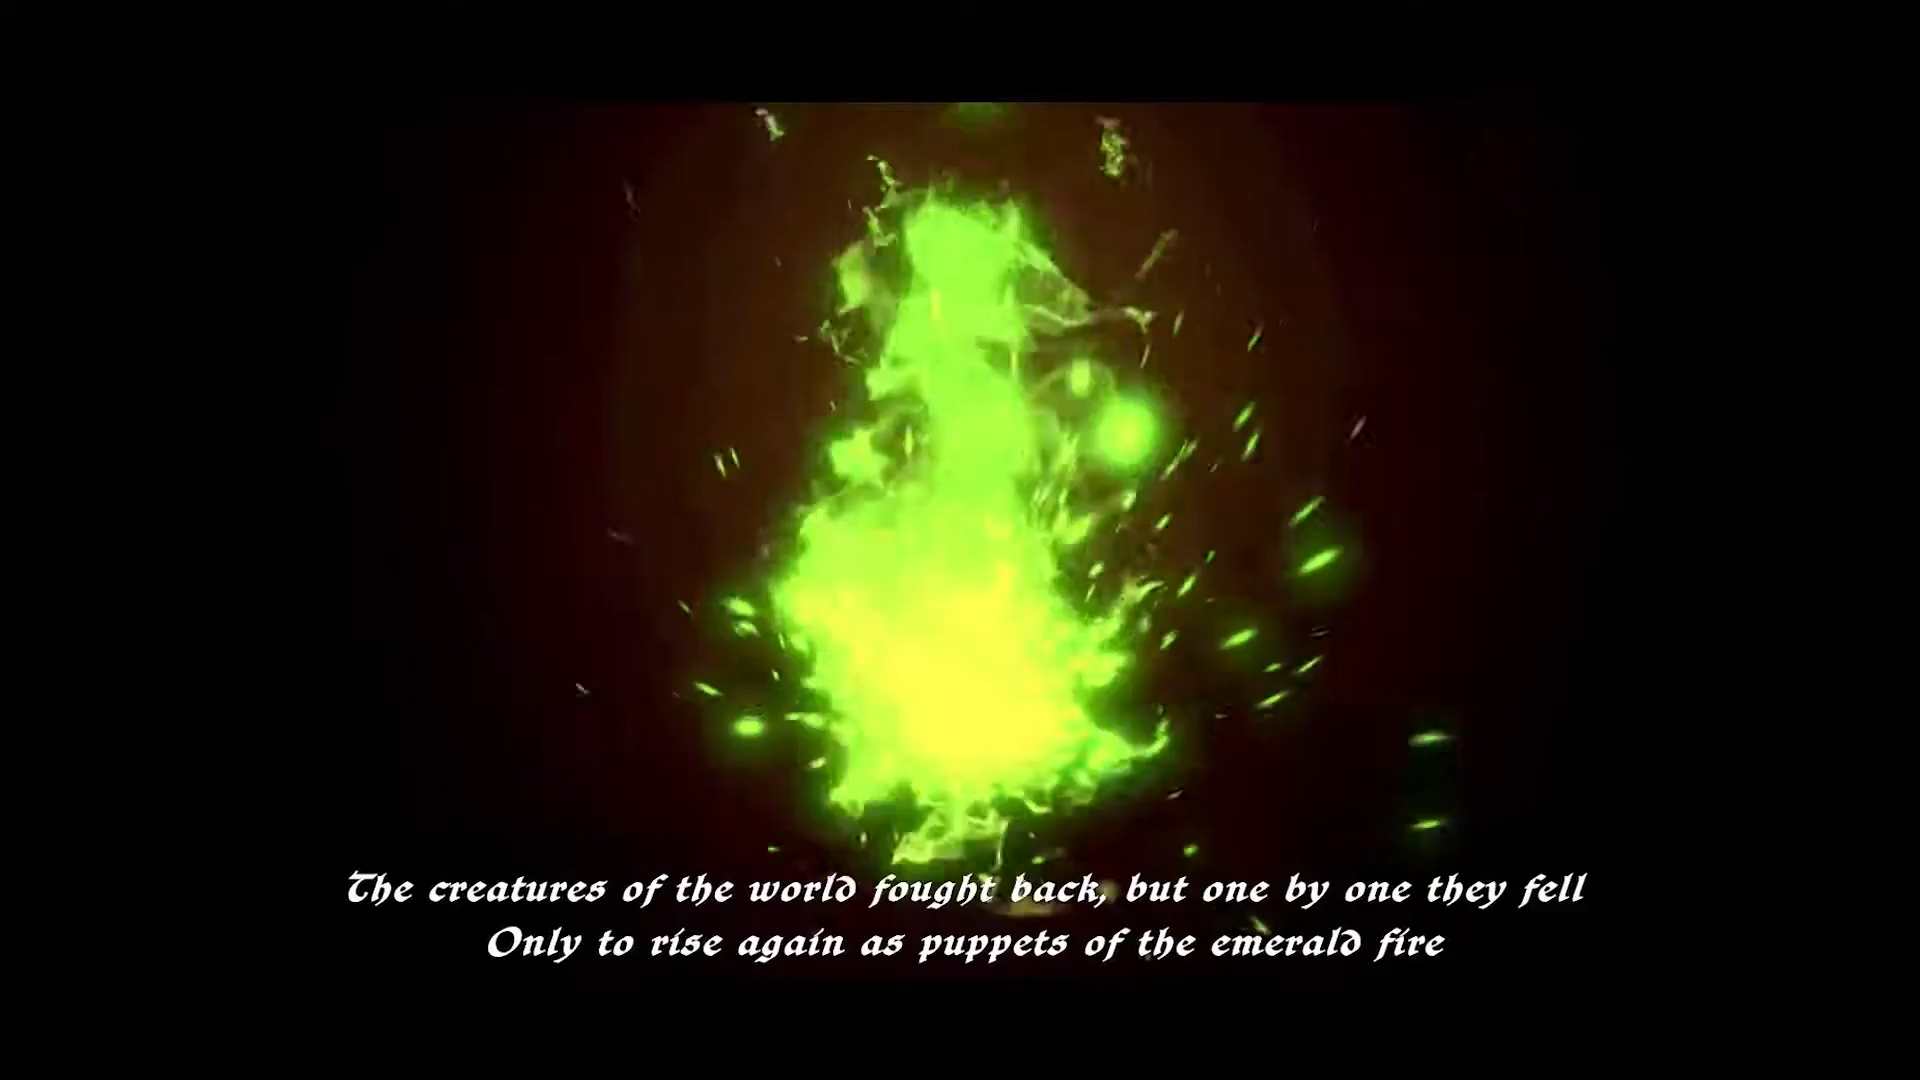 The creatures of the world fought back, but one by one they fell
Only to rise again as puppets of the emerald fire